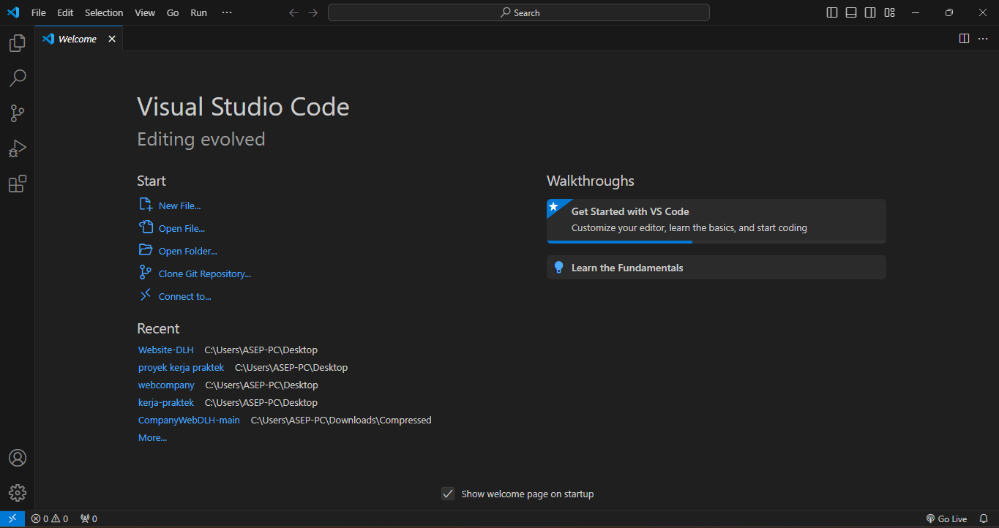 File Edit Selection View Go Run ··· Search
Welcome
Visual Studio Code
Editing evolved
Start
New File...
Open File...
Open Folder...
Clone Git Repository...
Connect to...
Recent
Website-DLH C:\Users\ASEP-PC\Desktop
proyek kerja praktek C:\Users\ASEP-PC\Desktop
webcompany C:\Users\ASEP-PC\Desktop
kerja-praktek C:\Users\ASEP-PC\Desktop
CompanyWebDLH-main C:\Users\ASEP-PC\Downloads\Compressed
More...
Walkthroughs
Get Started with VS Code
Customize your editor, learn the basics, and start coding
Learn the Fundamentals
Show welcome page on startup
0 0 0 Go Live